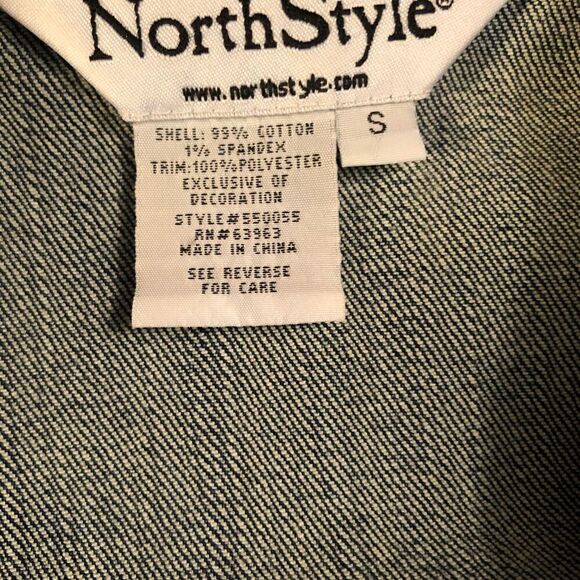 NorthStyle®
www.northstyle.com
S
SHELL: 99% COTTON
1% SPANDEX
TRIM:100%POLYESTER
EXCLUSIVE OF
DECORATION
STYLE#550055
RN#63963
MADE IN CHINA
SEE REVERSE
FOR CARE